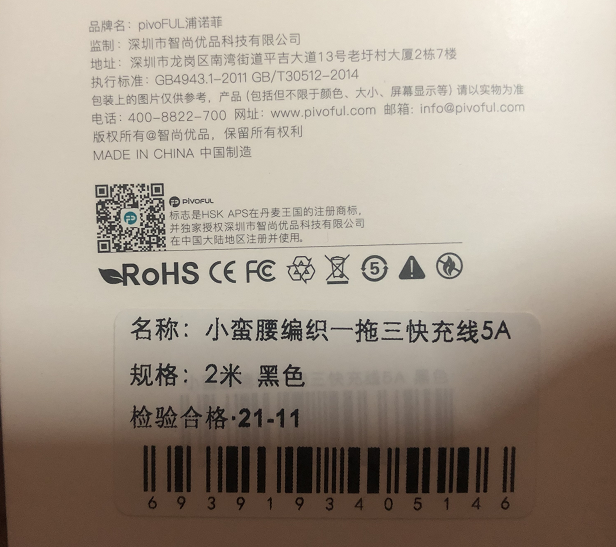 品牌名：pivoFUL浦诺菲
监制：深圳市智尚优品科技有限公司
地址：深圳市龙岗区南湾街道平吉大道13号老圩村大厦2栋7楼
执行标准：GB4943.1-2011 GB/T30512-2014
包装上的图片仅供参考，产品（包括但不限于颜色、大小、屏幕显示等）请以实物为准
电话：400-8822-700 网址：www.pivoful.com 邮箱：info@pivoful.com
版权所有@智尚优品，保留所有权利
MADE IN CHINA 中国制造
PIVOFUL
标志是HSK APS在丹麦王国的注册商标，
并独家授权深圳市智尚优品科技有限公司
在中国大陆地区注册并使用。
RoHS CE FC 5
名称：小蛮腰编织一拖三快充线5A
规格：2米 黑色
检验合格·21-11
6939193405146